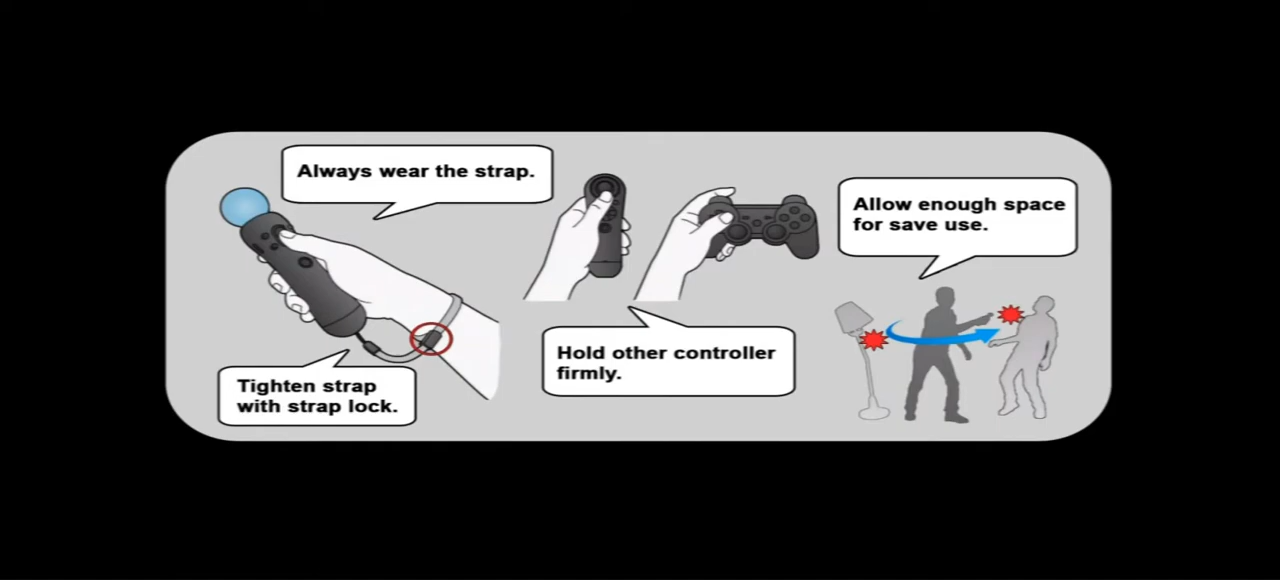 Always wear the strap.
Tighten strap
with strap lock.
Hold other controller
firmly.
Allow enough space
for save use.